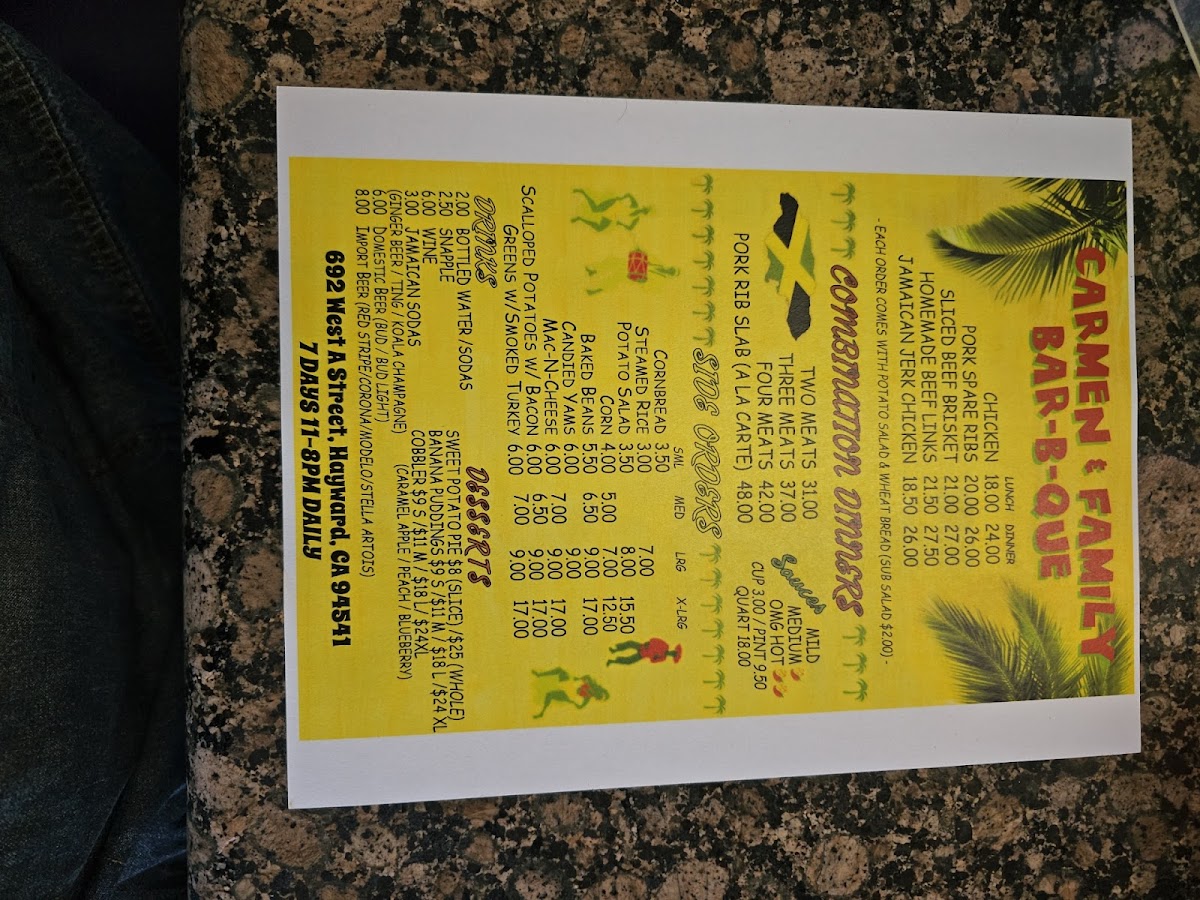 CARMEN & FAMILY
BAR-B-QUE
LUNCH DINNER
CHICKEN 18.00 24.00
PORK SPARE RIBS 20.00 26.00
SLICED BEEF BRISKET 21.00 27.00
HOMEMADE BEEF LINKS 21.50 27.50
JAMAICAN JERK CHICKEN 18.50 26.00
- EACH ORDER COMES WITH POTATO SALAD & WHEAT BREAD (SUB SALAD $2.00) -
COMBINATION DINNERS
TWO MEATS 31.00
THREE MEATS 37.00
FOUR MEATS 42.00
PORK RIB SLAB (A LA CARTE) 48.00
Sauces
MILD
MEDIUM
OMG HOT
CUP 3.00 / PINT 9.50
QUART 18.00
SIDE ORDERS
SML MED LRG X-LRG
CORNBREAD 3.50
STEAMED RICE 3.00 7.00
POTATO SALAD 3.50 8.00 15.50
CORN 4.00 5.00 7.00 12.50
BAKED BEANS 5.50 6.50 9.00 17.00
CANDIED YAMS 6.00 9.00
MAC-N-CHEESE 6.00 7.00 9.00 17.00
SCALLOPED POTATOES W/ BACON 6.00 6.50 9.00 17.00
GREENS W/ SMOKED TURKEY 6.00 7.00 9.00 17.00
DRINKS
2.00 BOTTLED WATER /SODAS
2.50 SNAPPLE
6.00 WINE
3.00 JAMAICAN SODAS
(GINGER BEER / TING / KOALA CHAMPAGNE)
6.00 DOMESTIC BEER (BUD / BUD LIGHT)
8.00 IMPORT BEER (RED STRIPE/CORONA/MODELO/STELLA ARTOIS)
DESSERTS
SWEET POTATO PIE $8 (SLICE) / $25 (WHOLE)
BANANA PUDDINGS $9 S /$11 M / $18 L /$24 XL
COBBLER $9 S /$11 M / $18 L/ $24XL
(CARAMEL APPLE / PEACH / BLUEBERRY)
692 West A Street, Hayward, CA 94541
7 DAYS 11-8PM DAILY